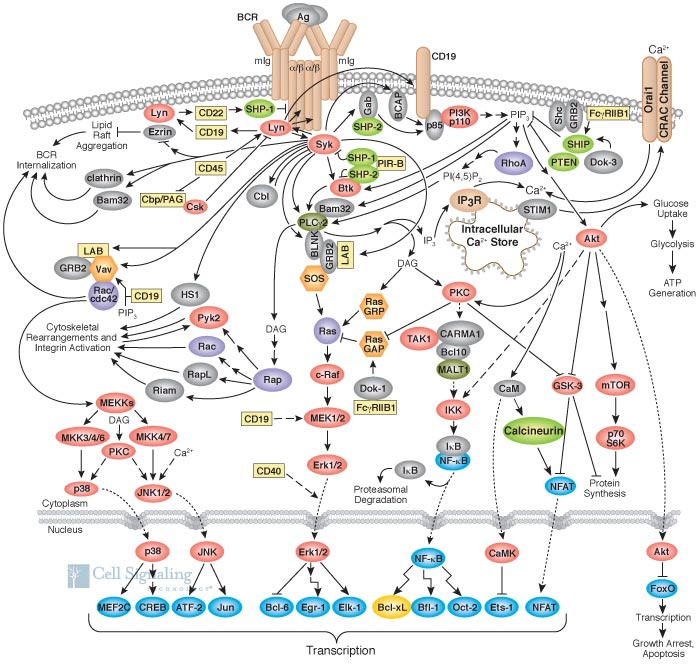 BCR
Ag
mIg
α/β
α/β
mIg
CD19
Ca²⁺
Orai1
CRAC Channel
Lyn
CD22
SHP-1
Lipid
Raft
Aggregation
Ezrin
CD19
Lyn
Syk
Gab
SHP-2
BCAP
p85
PI3K
p110
PIP₃
Shc
GRB2
FcγRIIB1
SHIP
PTEN
Dok-3
BCR
Internalization
CD45
clathrin
Bam32
Cbp/PAG
Csk
Cbl
SHP-1
SHP-2
PIR-B
Btk
Bam32
PLCγ2
BLNK
GRB2
LAB
SOS
RhoA
PIP₃
PI(4,5)P₂
IP₃
IP3R
Ca²⁺
STIM1
Intracellular
Ca²⁺ Store
Akt
Glucose
Uptake
Glycolysis
ATP
Generation
LAB
GRB2
Vav
Rac/
cdc42
CD19
PIP₃
HS1
Cytoskeletal
Rearrangements and
Integrin Activation
Pyk2
Rac
RapL
Riam
Rap
DAG
DAG
Ras
GRP
Ras
Ras
GAP
PKC
Ca²⁺
TAK1
CARMA1
Bcl10
MALT1
c-Raf
Dok-1
FcγRIIB1
CD19
MEK1/2
IKK
CaM
GSK-3
mTOR
Calcineurin
p70
S6K
MEKKs
DAG
MKK3/4/6
MKK4/7
PKC
Ca²⁺
p38
JNK1/2
Erk1/2
CD40
IκB
NF-κB
IκB
Proteasomal
Degradation
NFAT
Protein
Synthesis
Cytoplasm
Nucleus
p38
JNK
Erk1/2
NF-κB
CaMK
Akt
Cell Signaling
TECHNOLOGY®
MEF2C
CREB
ATF-2
Jun
Bcl-6
Egr-1
Elk-1
Bcl-xL
Bfl-1
Oct-2
Ets-1
NFAT
FoxO
Transcription
Growth Arrest,
Apoptosis
Transcription